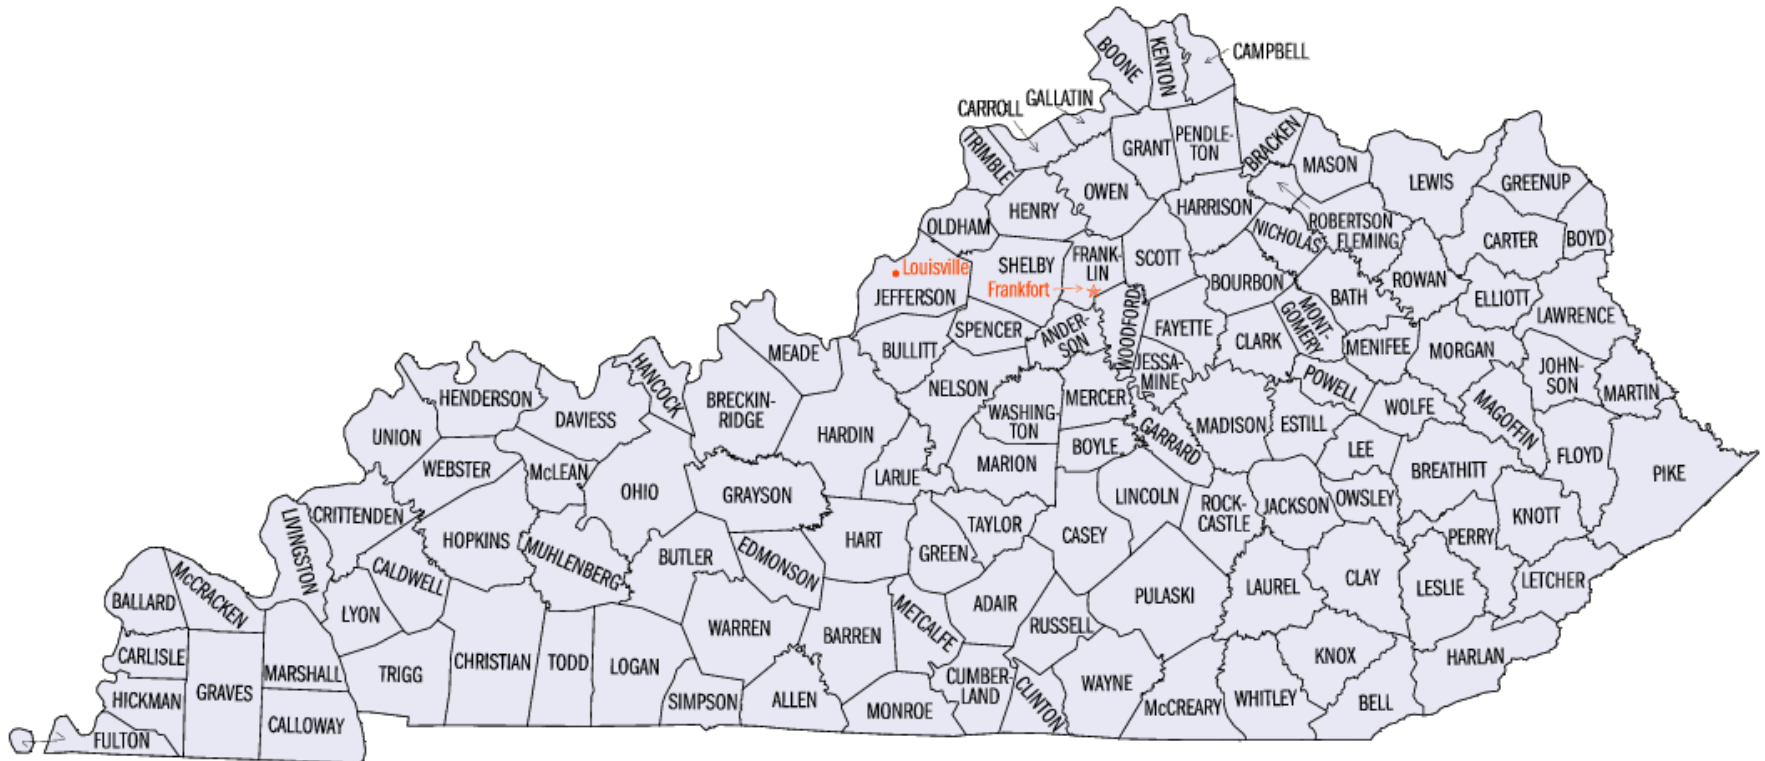 BOONE
KENTON
CAMPBELL
CARROLL
GALLATIN
TRIMBLE
GRANT
PENDLE-
TON
BRACKEN
MASON
LEWIS
GREENUP
OWEN
HENRY
HARRISON
ROBERTSON
OLDHAM
NICHOLAS
FLEMING
CARTER
BOYD
Louisville
SHELBY
FRANK-
LIN
SCOTT
Frankfort
JEFFERSON
BOURBON
BATH
ROWAN
ELLIOTT
LAWRENCE
SPENCER
ANDER-
SON
WOODFORD
FAYETTE
CLARK
MONT-
GOMERY
MENIFEE
MORGAN
MEADE
BULLITT
JESSA-
MINE
POWELL
JOHN-
SON
MARTIN
HANCOCK
HENDERSON
DAVIESS
BRECKIN-
RIDGE
NELSON
WASHING-
TON
MERCER
GARRARD
MADISON
ESTILL
WOLFE
MAGOFFIN
UNION
HARDIN
BOYLE
LEE
FLOYD
PIKE
WEBSTER
McLEAN
OHIO
GRAYSON
LARUE
MARION
LINCOLN
ROCK-
CASTLE
JACKSON
OWSLEY
BREATHITT
KNOTT
LIVINGSTON
CRITTENDEN
HOPKINS
MUHLENBERG
BUTLER
EDMONSON
HART
GREEN
TAYLOR
CASEY
PERRY
BALLARD
McCRACKEN
CALDWELL
LYON
METCALFE
ADAIR
RUSSELL
PULASKI
LAUREL
CLAY
LESLIE
LETCHER
CARLISLE
MARSHALL
TRIGG
CHRISTIAN
TODD
LOGAN
WARREN
BARREN
KNOX
HARLAN
HICKMAN
GRAVES
SIMPSON
ALLEN
MONROE
CUMBER-
LAND
CLINTON
WAYNE
McCREARY
WHITLEY
BELL
FULTON
CALLOWAY